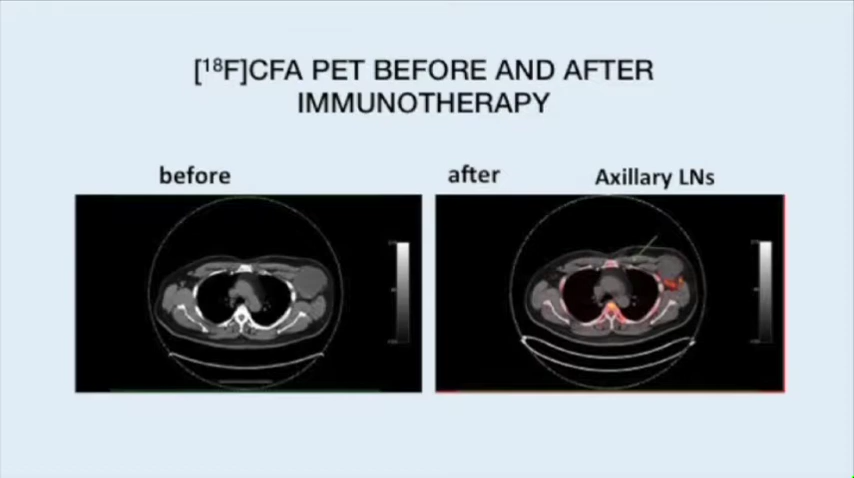 [¹⁸F]CFA PET BEFORE AND AFTER
IMMUNOTHERAPY
before
after
Axillary LNs